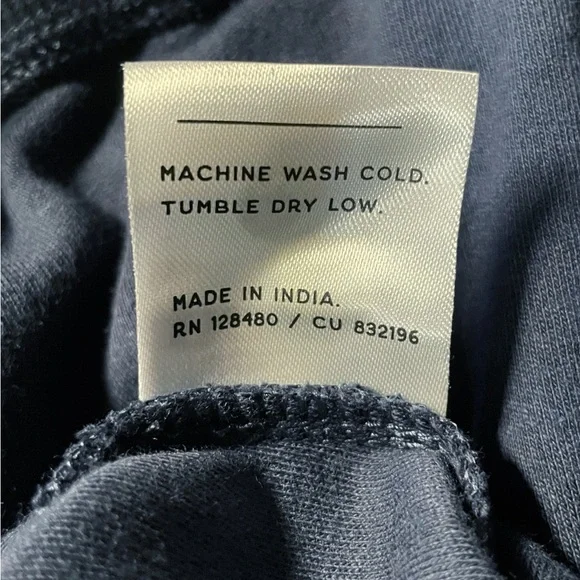 MACHINE WASH COLD.
TUMBLE DRY LOW.
MADE IN INDIA.
RN 128480 / CU 832196